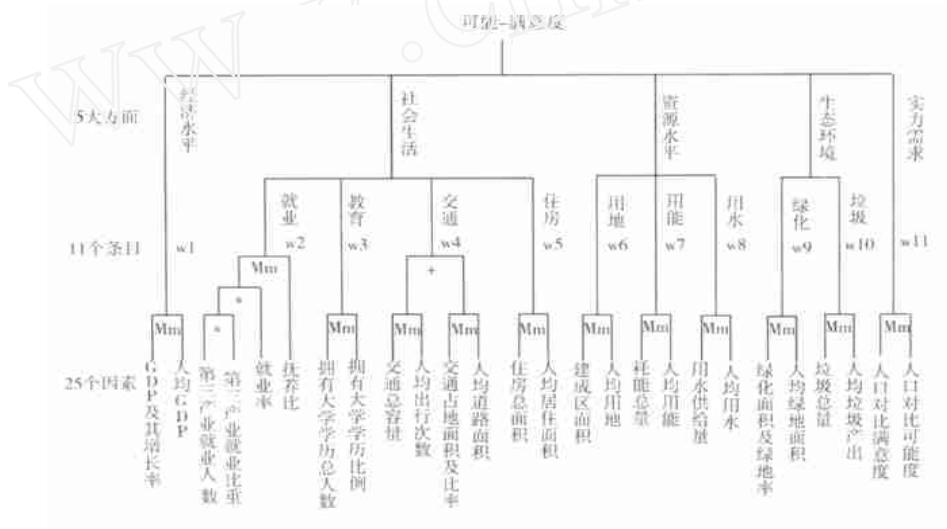 可能-满意度
5大方面
经济水平
社会生活
资源水平
生态环境
实力需求
11个条目
w1
就业
w2
教育
w3
交通
w4
住房
w5
用地
w6
用能
w7
用水
w8
绿化
w9
垃圾
w10
w11
Mm
*
+
*
Mm
Mm
Mm
Mm
Mm
Mm
Mm
Mm
Mm
Mm
Mm
25个因素
GDP及其增长率
人均GDP
第三产业就业人数
第三产业就业比重
就业率
抚养比
拥有大学学历总人数
拥有大学学历比例
交通总容量
人均出行次数
交通占地面积及比率
人均道路面积
住房总面积
人均居住面积
建成区面积
人均用地
耗能总量
人均用能
用水供给量
人均用水
绿化面积及绿地率
人均绿地面积
垃圾总量
人均垃圾产出
人口对比满意度
人口对比可能度